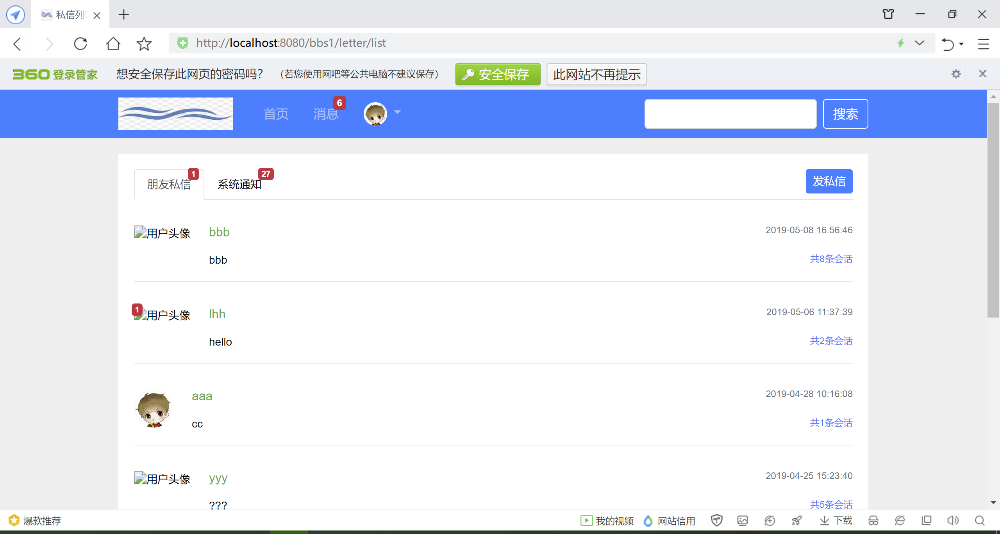 私信列
http://localhost:8080/bbs1/letter/list
360登录管家 想安全保存此网页的密码吗? （若您使用网吧等公共电脑不建议保存） 安全保存 此网站不再提示
首页 消息 6 搜索
朋友私信 1 系统通知 27 发私信
用户头像 bbb 2019-05-08 16:56:46
bbb 共8条会话
1 用户头像 lhh 2019-05-06 11:37:39
hello 共2条会话
aaa 2019-04-28 10:16:08
cc 共1条会话
用户头像 yyy 2019-04-25 15:23:40
??? 共5条会话
爆款推荐 我的视频 网站信用 下载